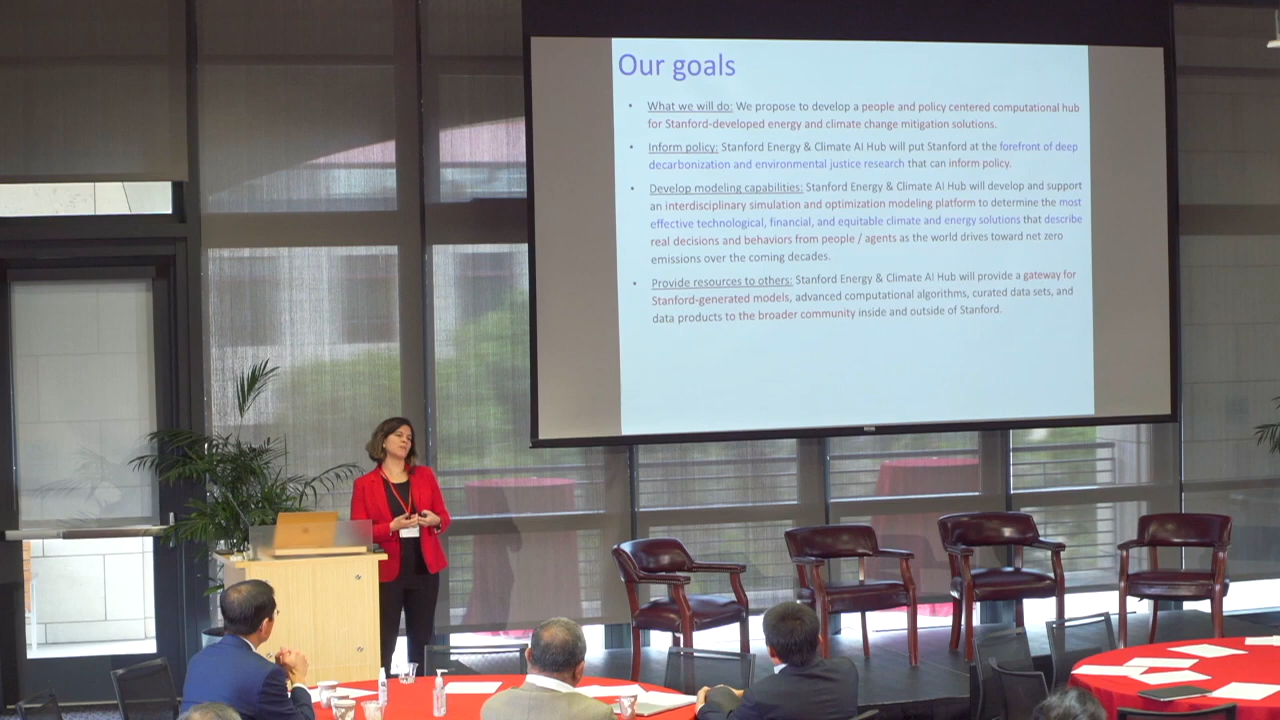 Our goals
• What we will do: We propose to develop a people and policy centered computational hub
for Stanford-developed energy and climate change mitigation solutions.
• Inform policy: Stanford Energy & Climate AI Hub will put Stanford at the forefront of deep
decarbonization and environmental justice research that can inform policy.
• Develop modeling capabilities: Stanford Energy & Climate AI Hub will develop and support
an interdisciplinary simulation and optimization modeling platform to determine the most
effective technological, financial, and equitable climate and energy solutions that describe
real decisions and behaviors from people / agents as the world drives toward net zero
emissions over the coming decades.
• Provide resources to others: Stanford Energy & Climate AI Hub will provide a gateway for
Stanford-generated models, advanced computational algorithms, curated data sets, and
data products to the broader community inside and outside of Stanford.